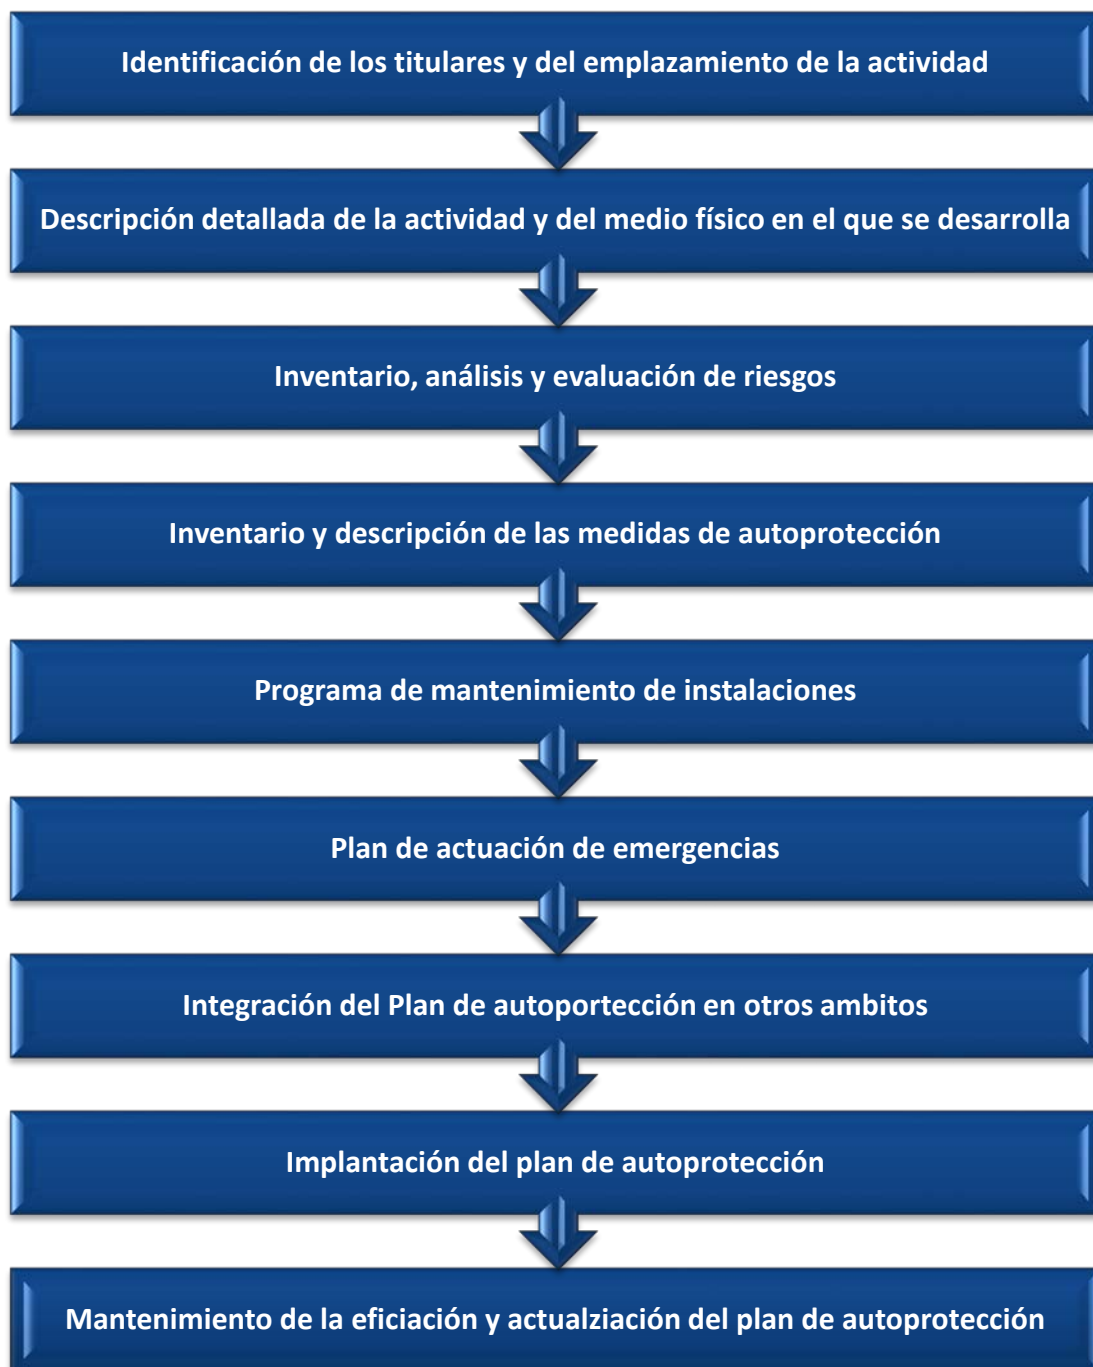 Identificación de los titulares y del emplazamiento de la actividad
Descripción detallada de la actividad y del medio físico en el que se desarrolla
Inventario, análisis y evaluación de riesgos
Inventario y descripción de las medidas de autoprotección
Programa de mantenimiento de instalaciones
Plan de actuación de emergencias
Integración del Plan de autoportección en otros ambitos
Implantación del plan de autoprotección
Mantenimiento de la eficiación y actualziación del plan de autoprotección